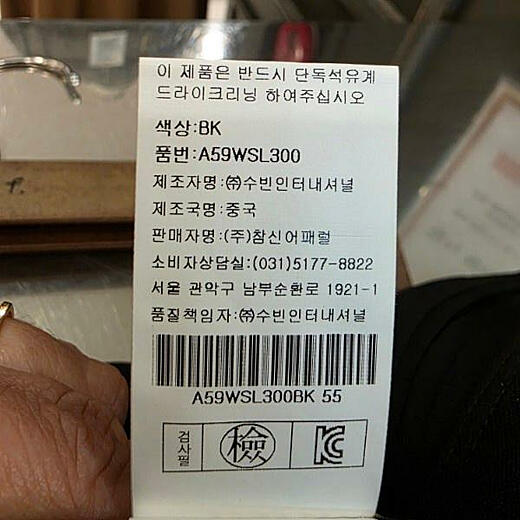 이 제품은 반드시 단독석유계
드라이크리닝 하여주십시오
색상:BK
품번:A59WSL300
제조자명:㈜수빈인터내셔널
제조국명:중국
판매자명:(주)참신어패럴
소비자상담실:(031)5177-8822
서울 관악구 남부순환로 1921-1
품질책임자:㈜수빈인터내셔널
A59WSL300BK 55
검사필 檢 KC